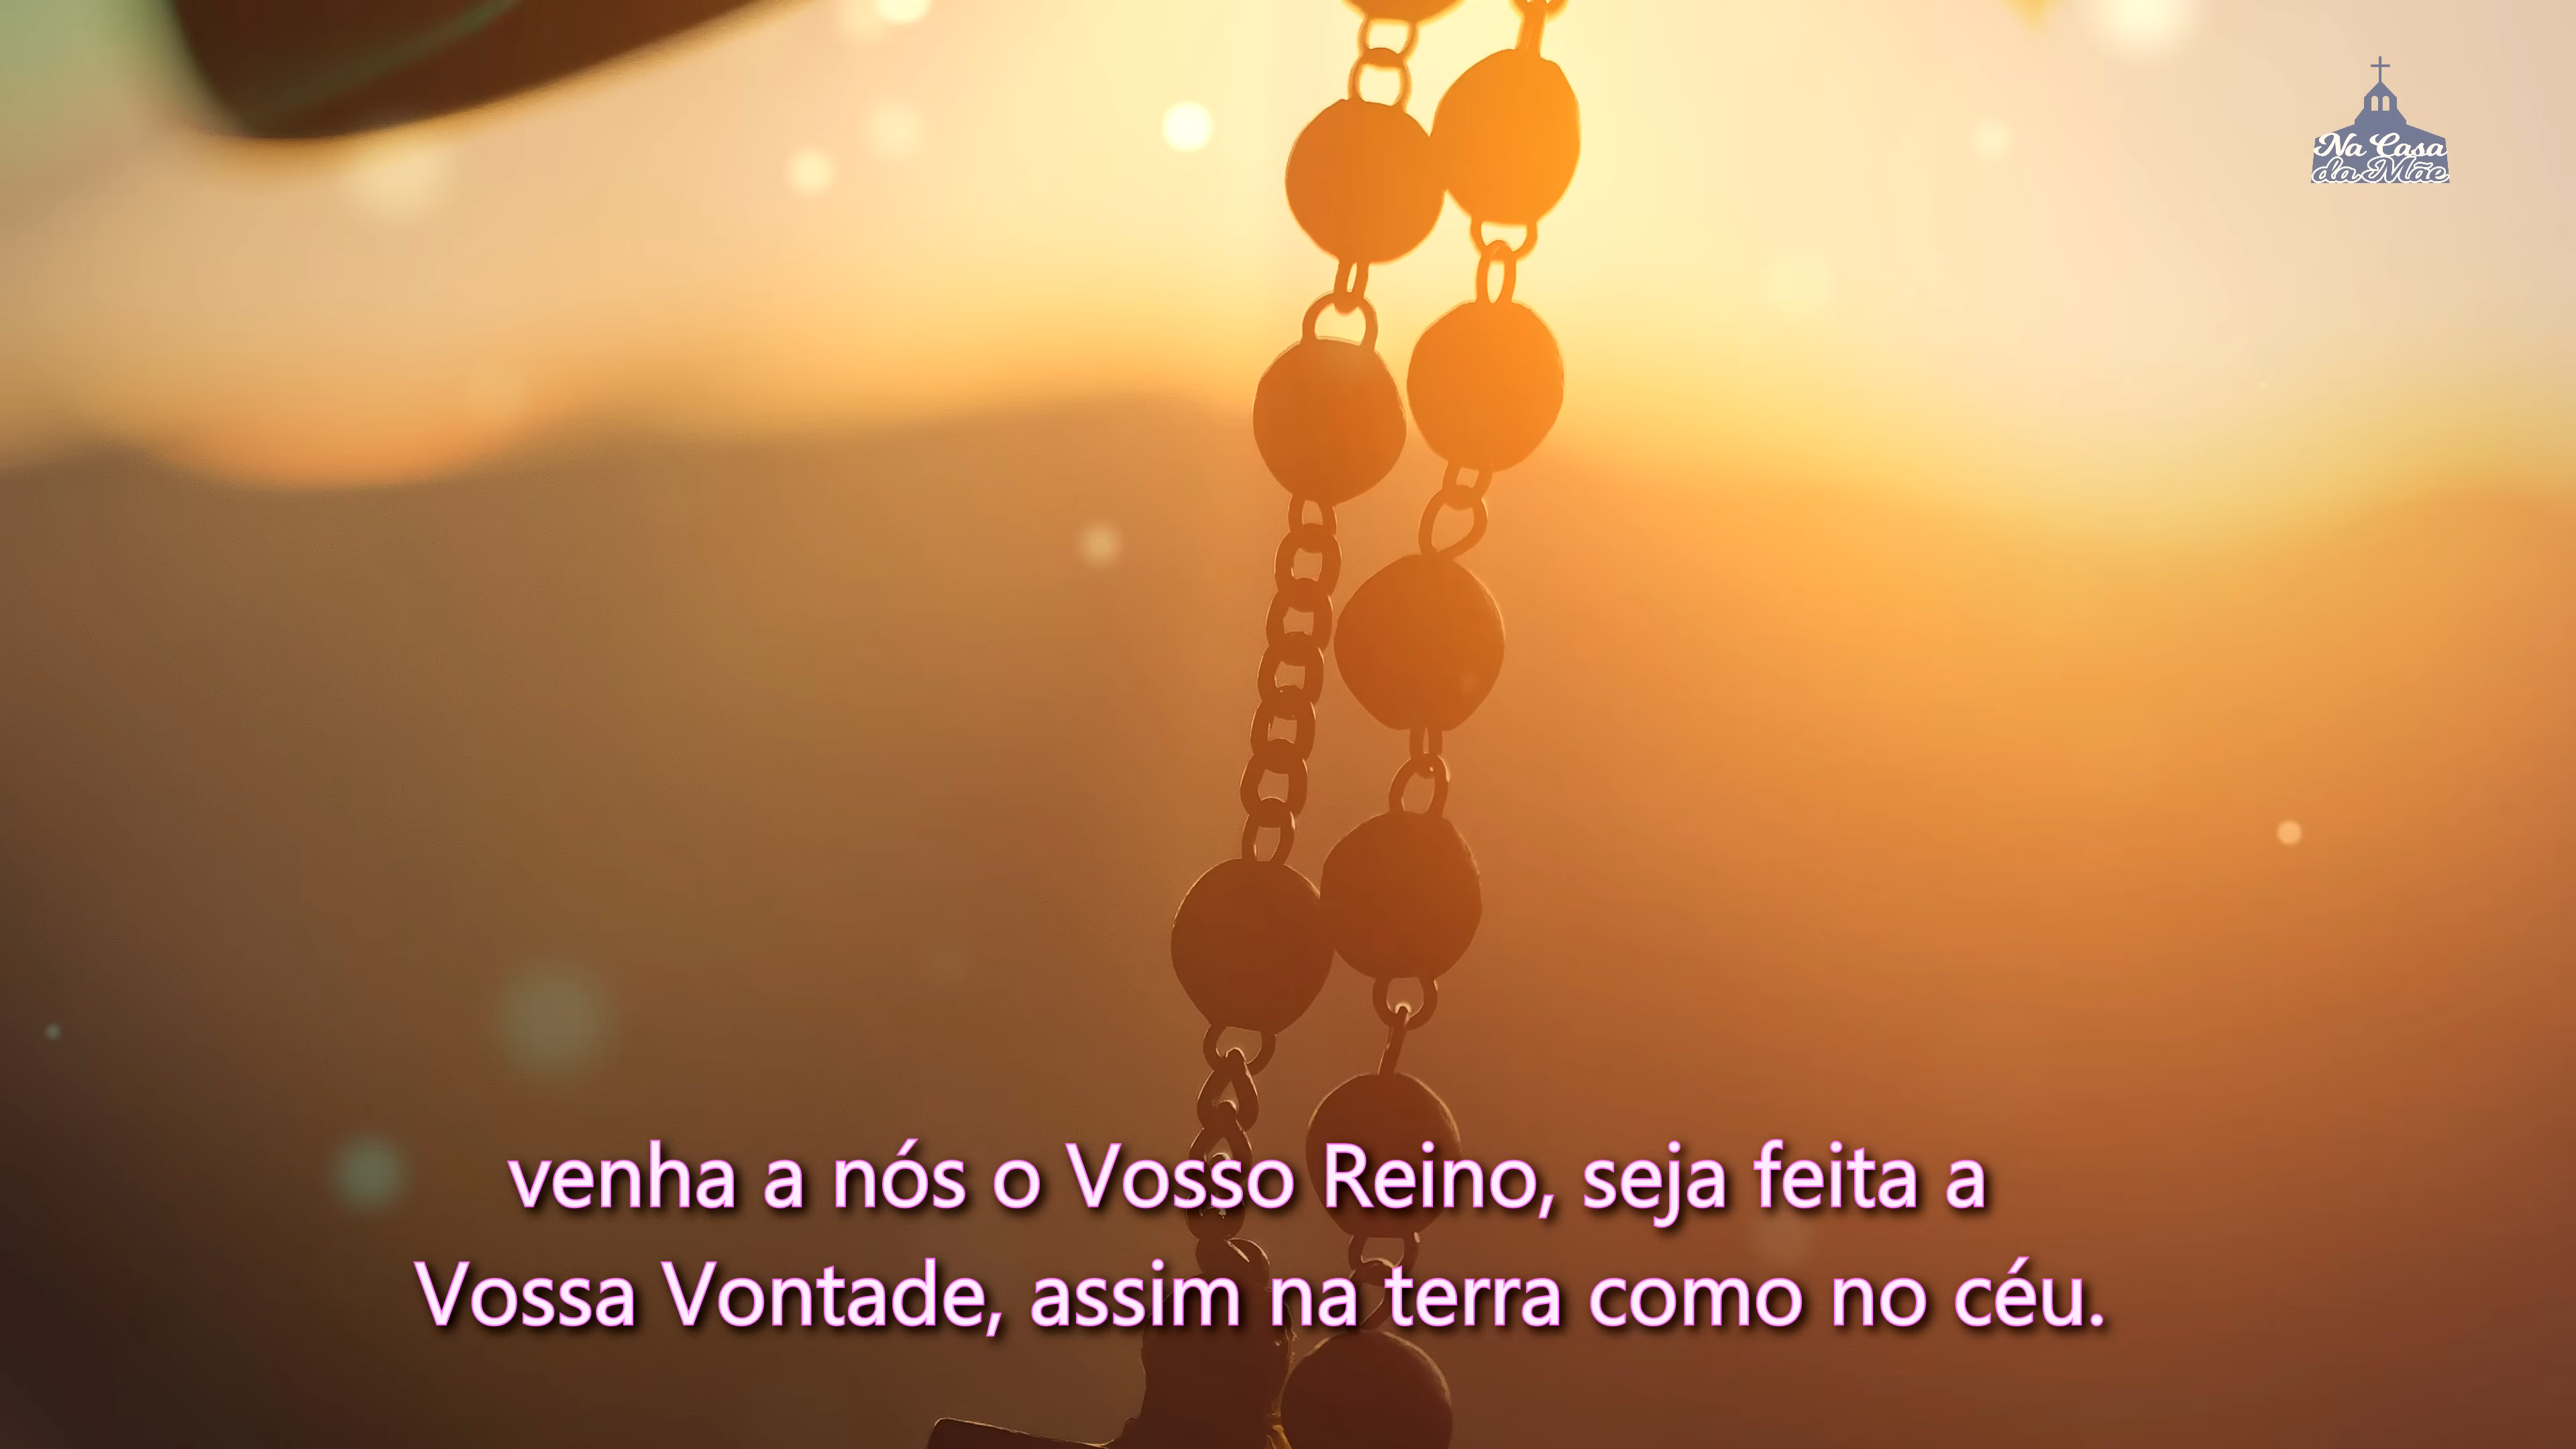 Na Casa
da Mãe
venha a nós o Vosso Reino, seja feita a
Vossa Vontade, assim na terra como no céu.